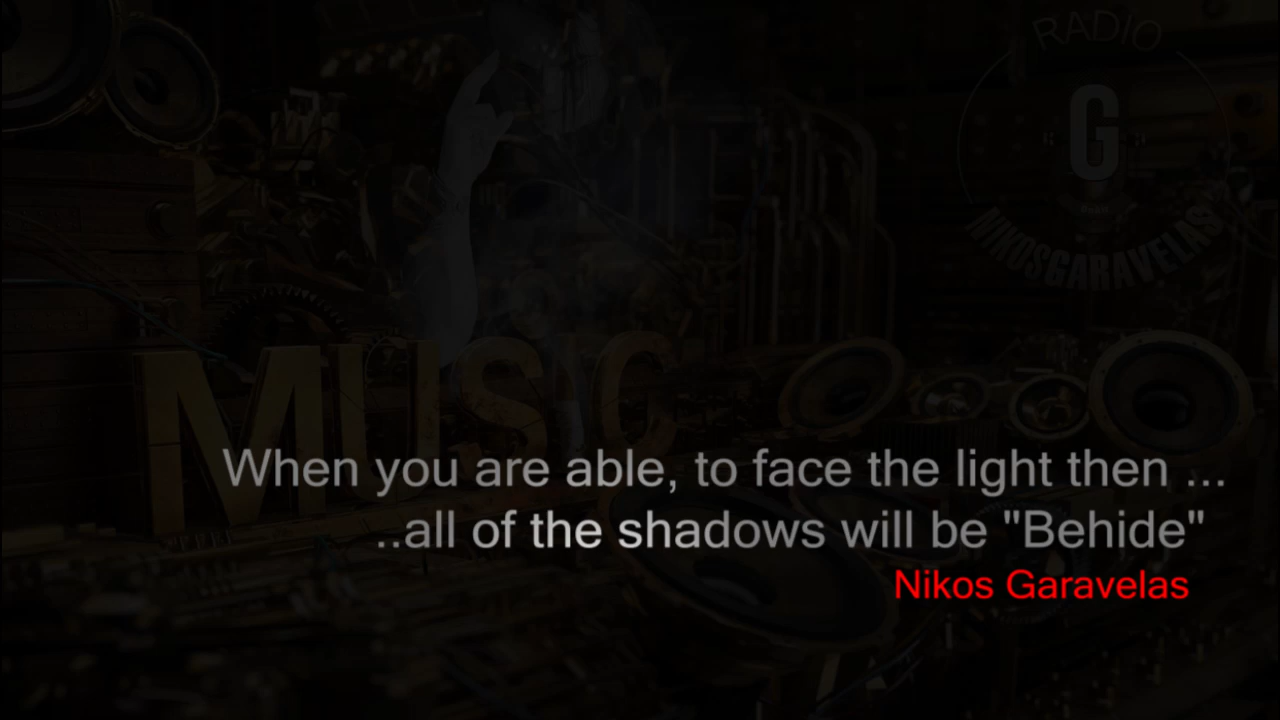 RADIO
G
NIKOSGARAVELAS
MUSIC
When you are able, to face the light then ...
..all of the shadows will be "Behide"
Nikos Garavelas